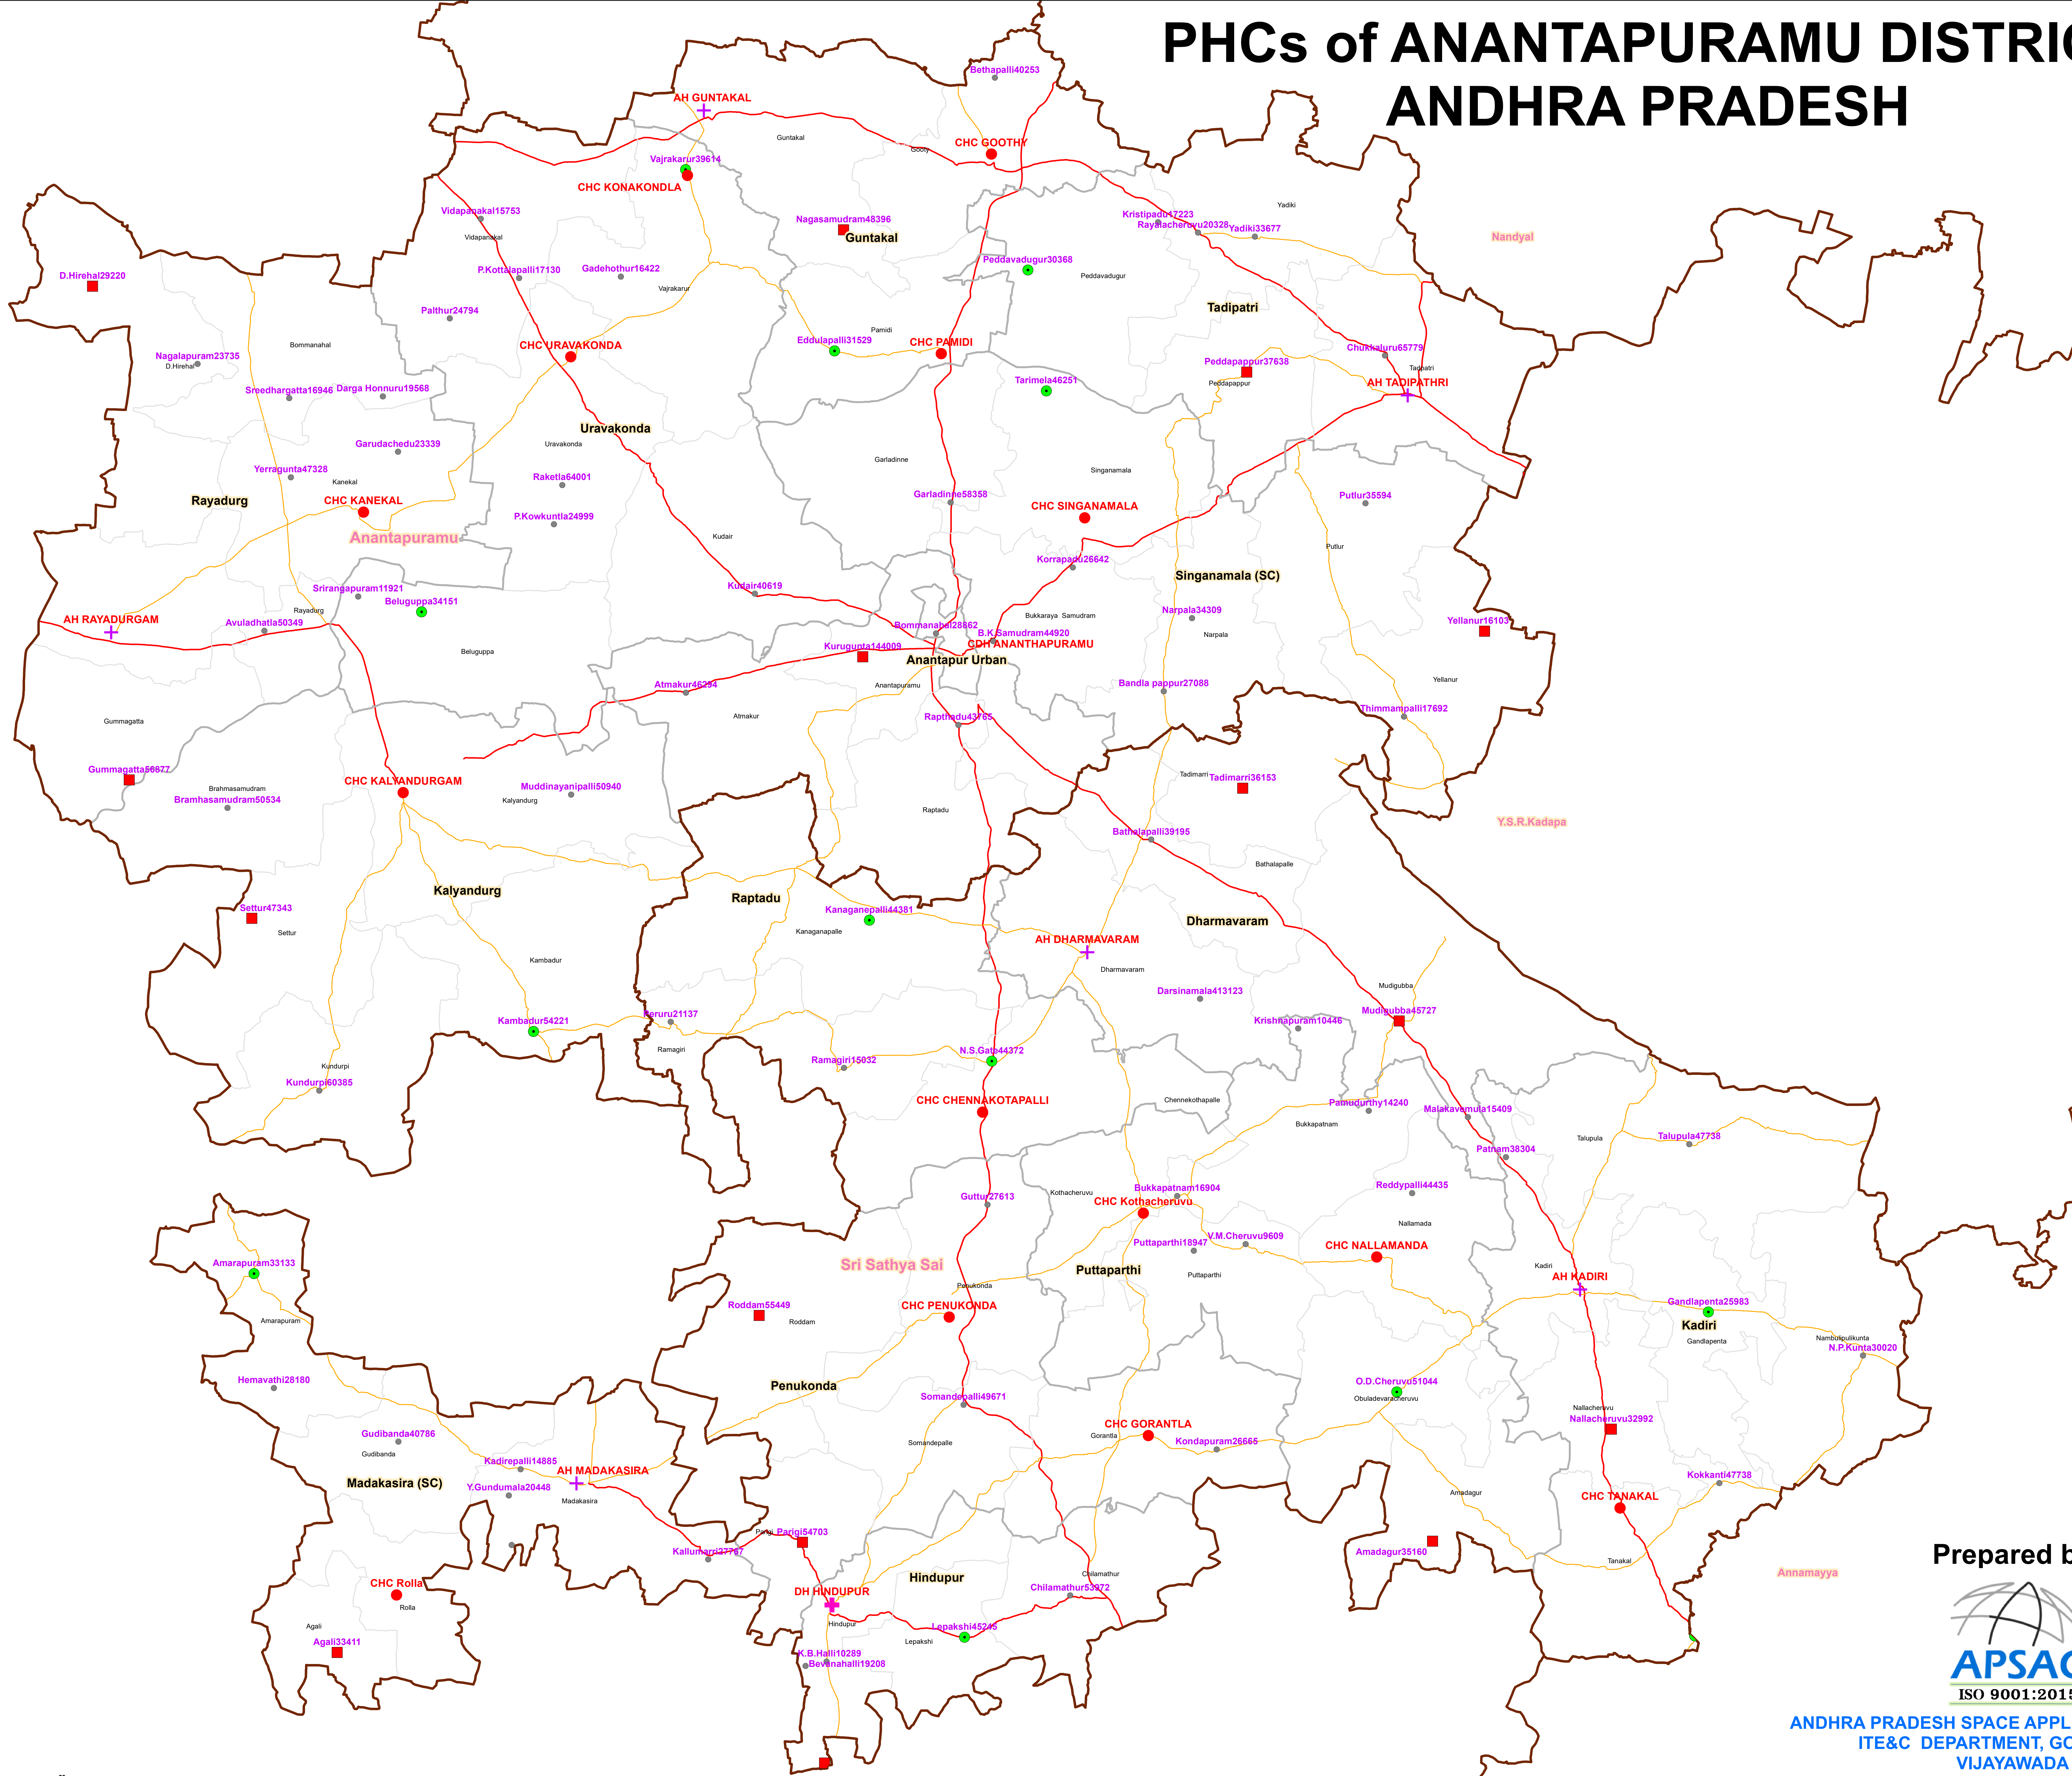 PHCs of ANANTAPURAMU DISTRIC
ANDHRA PRADESH
Bethapalli40253
AH GUNTAKAL
Guntakal
CHC GOOTHY
Gooty
Vajrakarur39614
CHC KONAKONDLA
Vidapanakal15753
Vidapanakal
Nagasamudram48396
Guntakal
Kristipadu17223
Rayalacheruvu20328
Yadiki33677
Yadiki
Nandyal
D.Hirehal29220
P.Kottalapalli17130
Gadehothur16422
Vajrakarur
Peddavadugur30368
Peddavadugur
Palthur24794
Tadipatri
Bommanahal
Nagalapuram23735
D.Hirehal
CHC URAVAKONDA
Eddulapalli31529
Pamidi
CHC PAMIDI
Chukkaluru65779
Tadpatri
Peddapappur37638
Peddapappur
AH TADIPATHRI
Sreedhargatta16946
Darga Honnuru19568
Tarimela46251
Uravakonda
Uravakonda
Garudachedu23339
Yerragunta47328
Kanekal
Raketla64001
Garladinne
Singanamala
Rayadurg
CHC KANEKAL
P.Kowkuntla24999
Garladinne58358
CHC SINGANAMALA
Putlur35594
Putlur
Anantapuramu
Kudair
Korrapadu26642
Singanamala (SC)
Srirangapuram11921
Beluguppa34151
Kudair40619
Rayadurg
Narpala34309
Narpala
AH RAYADURGAM
Avuladhatla50349
Bukkaraya Samudram
Bommanahal28862
B.K.Samudram44920
CDH ANANTHAPURAMU
Yellanur16103
Beluguppa
Kurugunta144009
Anantapur Urban
Atmakur46294
Anantapuramu
Bandla pappur27088
Yellanur
Gummagatta
Atmakur
Rapthadu43765
Thimmampalli17692
Gummagatta56877
Brahmasamudram
Bramhasamudram50534
CHC KALYANDURGAM
Muddinayanipalli50940
Kalyandurg
Raptadu
Tadimarri
Tadimarri36153
Y.S.R.Kadapa
Bathalapalli39195
Bathalapalle
Kalyandurg
Raptadu
Settur47343
Settur
Kanaganepalli44381
Kanaganapalle
Dharmavaram
AH DHARMAVARAM
Dharmavaram
Kambadur
Darsinamala413123
Mudigubba
Mudigubba45727
Kambadur54221
Peruru21137
Krishnapuram10446
Ramagiri
Ramagiri15032
N.S.Gate44372
Kundurpi
Kundurpi60385
CHC CHENNAKOTAPALLI
Chennekothapalle
Pamudurthy14240
Malakavemula15409
Bukkapatnam
Talupula
Talupula47738
Patnam38304
Guttur27613
Kothacheruvu
Bukkapatnam16904
CHC Kothacheruvu
Reddypalli44435
Nallamada
Amarapuram33133
Amarapuram
Sri Sathya Sai
Puttaparthi18947
V.M.Cheruvu9609
CHC NALLAMANDA
Puttaparthi
Puttaparthi
Kadiri
AH KADIRI
Penukonda
CHC PENUKONDA
Roddam55449
Roddam
Gandlapenta25983
Kadiri
Gandlapenta
Nambulipulikunta
N.P.Kunta30020
Hemavathi28180
Penukonda
Somandepalli49671
O.D.Cheruvu51044
Obuladevaracheruvu
Nallacheruvu
Nallacheruvu32992
Gudibanda40786
Gudibanda
CHC GORANTLA
Gorantla
Kondapuram26665
Somandepalle
Kadirepalli14885
AH MADAKASIRA
Madakasira (SC)
Y.Gundumala20448
Madakasira
Kokkanti47738
Amadagur
CHC TANAKAL
Parigi
Parigi54703
Kallumarri27767
Amadagur35160
Tanakal
Prepared b
Annamayya
CHC Rolla
Rolla
Hindupur
Chilamathur
Chilamathur53972
DH HINDUPUR
Hindupur
Agali
Agali33411
Lepakshi45245
Lepakshi
K.B.Halli10289
Bevanahalli19208
APSAC
ISO 9001:2015
ANDHRA PRADESH SPACE APPL
ITE&C DEPARTMENT, GO
VIJAYAWADA